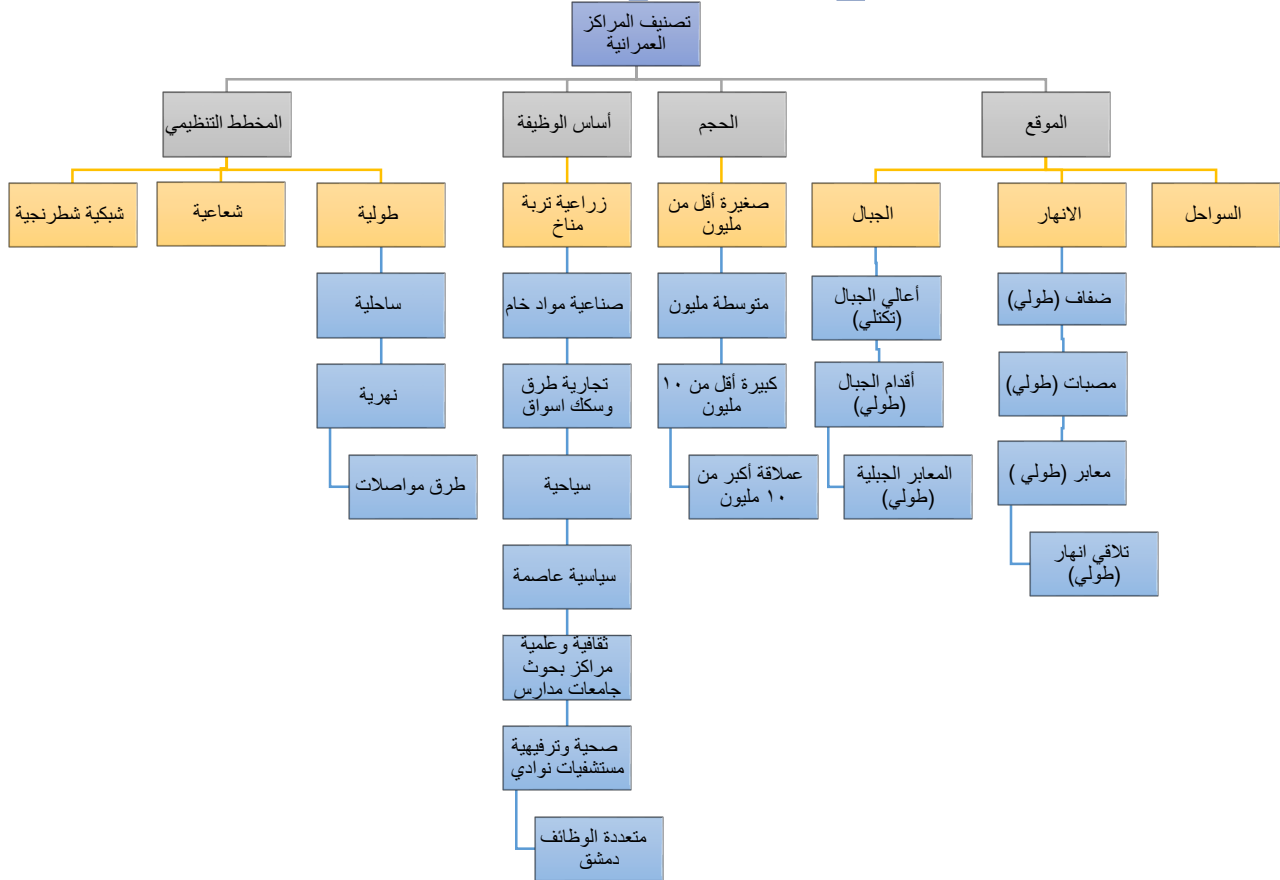 تصنيف المراكز
العمرانية
الموقع
الحجم
أساس الوظيفة
المخطط التنظيمي
السواحل
الانهار
الجبال
صغيرة أقل من
مليون
زراعية تربة
مناخ
طولية
شعاعية
شبكية شطرنجية
ضفاف (طولي)
أعالي الجبال
(تكتلي)
متوسطة مليون
صناعية مواد خام
ساحلية
مصبات (طولي)
أقدام الجبال
(طولي)
كبيرة أقل من ١٠
مليون
تجارية طرق
وسكك اسواق
نهرية
معابر (طولي )
المعابر الجبلية
(طولي)
عملاقة أكبر من
١٠ مليون
سياحية
طرق مواصلات
تلاقي انهار
(طولي)
سياسية عاصمة
ثقافية وعلمية
مراكز بحوث
جامعات مدارس
صحية وترفيهية
مستشفيات نوادي
متعددة الوظائف
دمشق